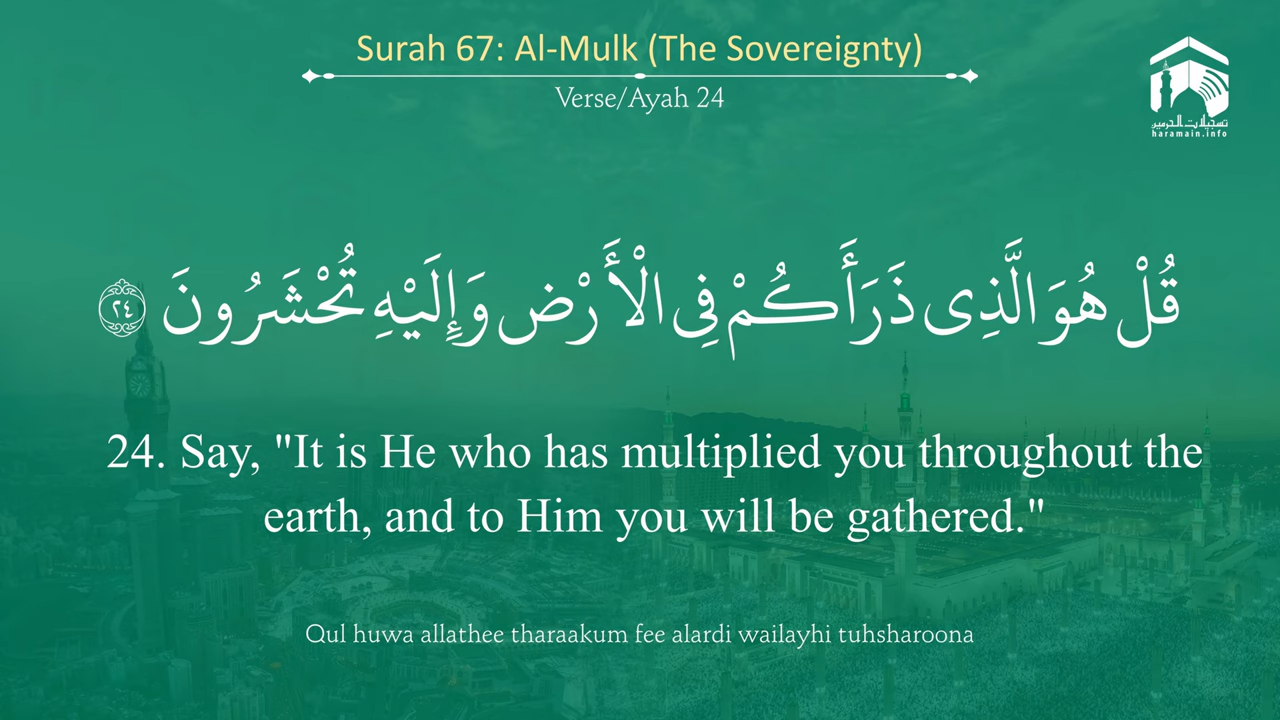 Surah 67: Al-Mulk (The Sovereignty)
Verse/Ayah 24
تسجيلات الحرمين
haramain.info
قُلْ هُوَ الَّذِى ذَرَأَكُمْ فِى الْأَرْضِ وَإِلَيْهِ تُحْشَرُونَ ٢٤
24. Say, "It is He who has multiplied you throughout the
earth, and to Him you will be gathered."
Qul huwa allathee tharaakum fee alardi wailayhi tuhsharoona